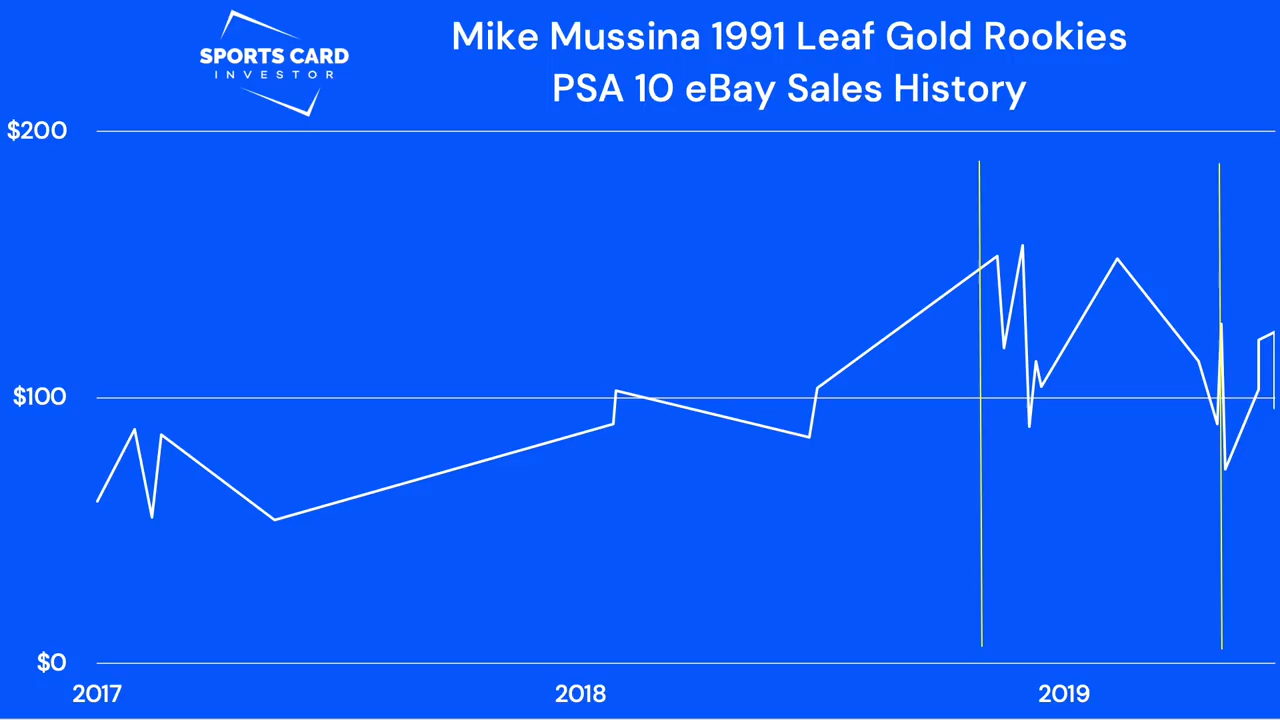 SPORTS CARD
INVESTOR
Mike Mussina 1991 Leaf Gold Rookies
PSA 10 eBay Sales History
$200
$100
$0
2017
2018
2019